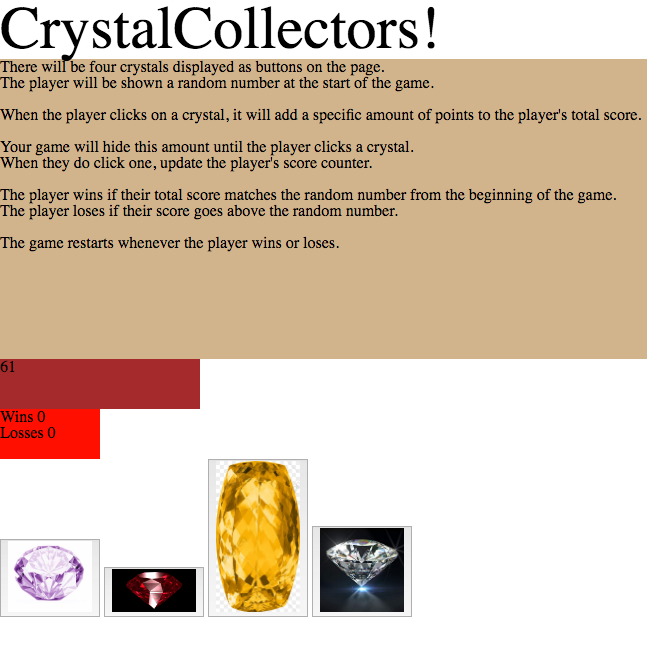 CrystalCollectors!
There will be four crystals displayed as buttons on the page.
The player will be shown a random number at the start of the game.
When the player clicks on a crystal, it will add a specific amount of points to the player's total score.
Your game will hide this amount until the player clicks a crystal.
When they do click one, update the player's score counter.
The player wins if their total score matches the random number from the beginning of the game.
The player loses if their score goes above the random number.
The game restarts whenever the player wins or loses.
61
Wins 0
Losses 0